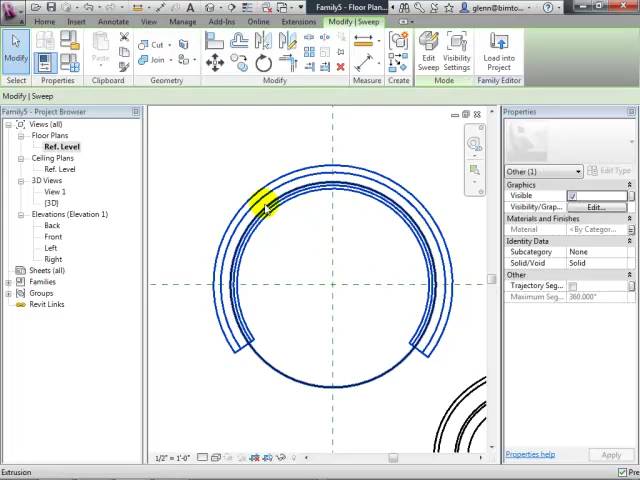 Family5 - Floor Plan...
glenn@bimto...
Home Insert Annotate View Manage Add-Ins Online Extensions Modify | Sweep
Modify
Cut
Join
Edit Sweep
Visibility Settings
Load into Project
Select Properties Clipboard Geometry Modify Measure Create Mode Family Editor
Modify | Sweep
Family5 - Project Browser
Views (all)
Floor Plans
Ref. Level
Ceiling Plans
Ref. Level
3D Views
View 1
{3D}
Elevations (Elevation 1)
Back
Front
Left
Right
Sheets (all)
Families
Groups
Revit Links
Properties
Other (1)
Edit Type
Graphics
Visible
Visibility/Grap...
Edit...
Materials and Finishes
Material
<By Categor...
Identity Data
Subcategory
None
Solid/Void
Solid
Other
Trajectory Seg...
Maximum Seg...
360.000°
Properties help
Apply
1/2" = 1'-0"
Extrusion
Pre